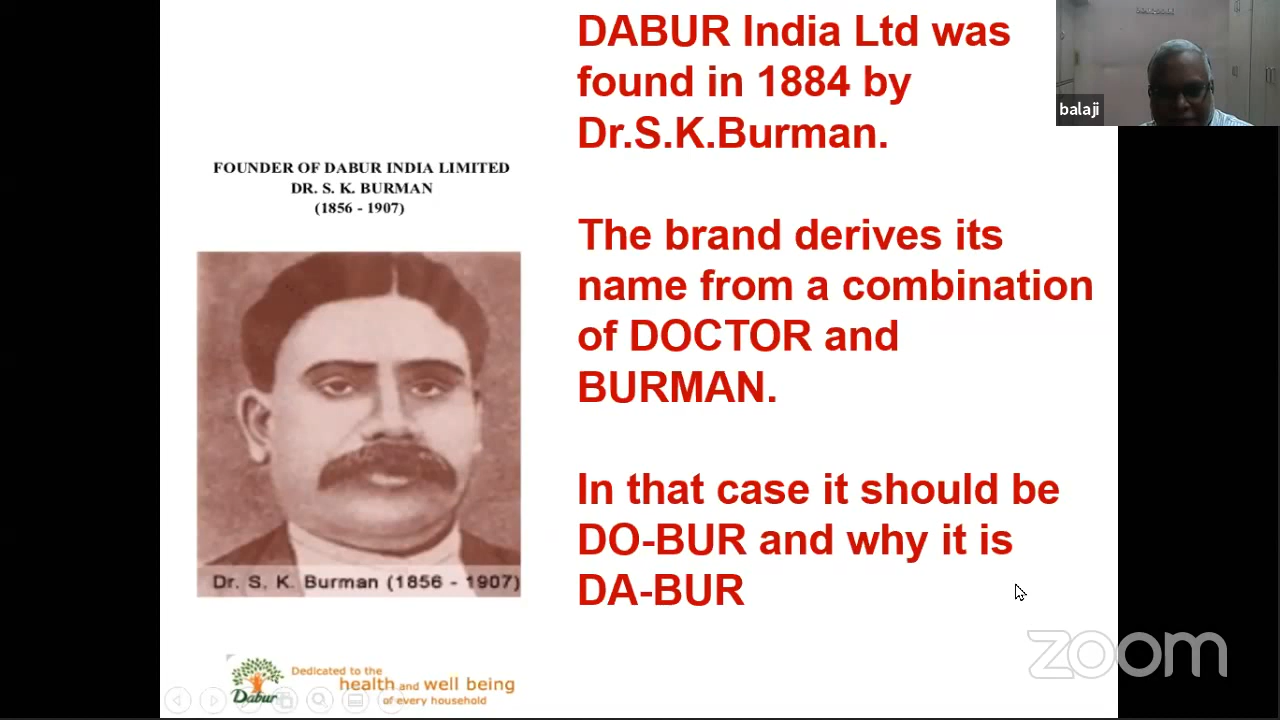 DABUR India Ltd was
found in 1884 by
Dr.S.K.Burman.
balaji
FOUNDER OF DABUR INDIA LIMITED
DR. S. K. BURMAN
(1856 - 1907)
The brand derives its
name from a combination
of DOCTOR and
BURMAN.
In that case it should be
DO-BUR and why it is
DA-BUR
Dr. S. K. Burman (1856 - 1907)
Dabur
Dedicated to the
health and well being
of every household
zoom